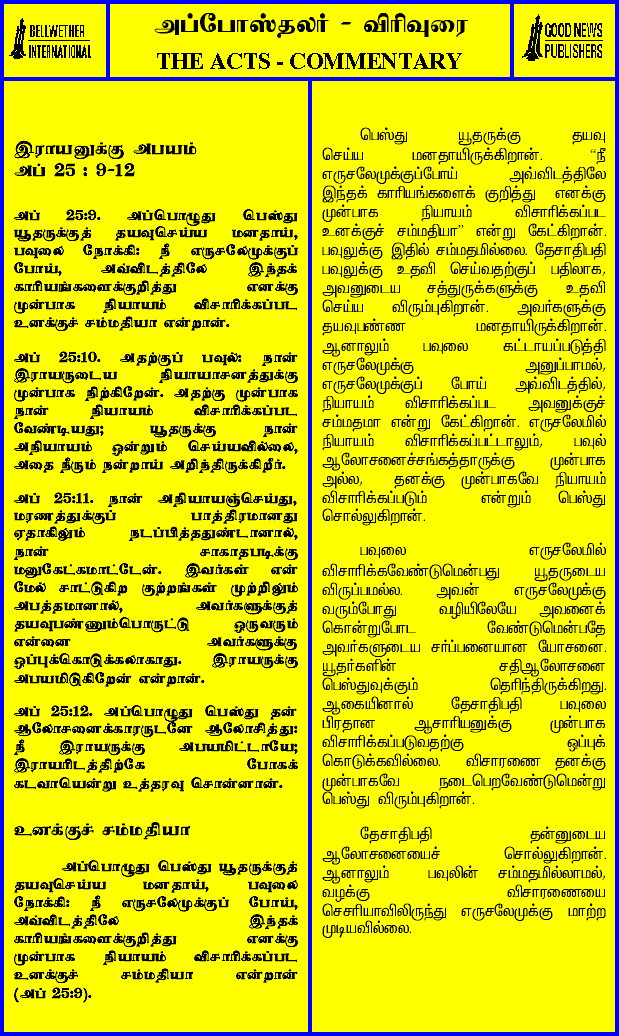 BELLWETHER
INTERNATIONAL
அப்போஸ்தலர் - விரிவுரை
THE ACTS - COMMENTARY
GOOD NEWS
PUBLISHERS
இராயனுக்கு அபயம்
அப் 25 : 9-12
அப் 25:9. அப்பொழுது பெஸ்து
யூதருக்குத் தயவுசெய்ய மனதாய்,
பவுலை நோக்கி: நீ எருசலேமுக்குப்
போய், அவ்விடத்திலே இந்தக்
காரியங்களைக்குறித்து எனக்கு
முன்பாக நியாயம் விசாரிக்கப்பட
உனக்குச் சம்மதியா என்றான்.
அப் 25:10. அதற்குப் பவுல்: நான்
இராயருடைய நியாயாசனத்துக்கு
முன்பாக நிற்கிறேன். அதற்கு முன்பாக
நான் நியாயம் விசாரிக்கப்பட
வேண்டியது; யூதருக்கு நான்
அநியாயம் ஒன்றும் செய்யவில்லை,
அதை நீரும் நன்றாய் அறிந்திருக்கிறீர்.
அப் 25:11. நான் அநியாயஞ்செய்து,
மரணத்துக்குப் பாத்திரமானது
ஏதாகிலும் நடப்பித்ததுண்டானால்,
நான் சாகாதபடிக்கு
மனுகேட்கமாட்டேன். இவர்கள் என்
மேல் சாட்டுகிற குற்றங்கள் முற்றிலும்
அபத்தமானால், அவர்களுக்குத்
தயவுபண்ணும்பொருட்டு ஒருவரும்
என்னை அவர்களுக்கு
ஒப்புக்கொடுக்கலாகாது. இராயருக்கு
அபயமிடுகிறேன் என்றான்.
அப் 25:12. அப்பொழுது பெஸ்து தன்
ஆலோசனைக்காரருடனே ஆலோசித்து:
நீ இராயருக்கு அபயமிட்டாயே;
இராயரிடத்திற்கே போகக்
கடவாயென்று உத்தரவு சொன்னான்.
உனக்குச் சம்மதியா
அப்பொழுது பெஸ்து யூதருக்குத்
தயவுசெய்ய மனதாய், பவுலை
நோக்கி: நீ எருசலேமுக்குப் போய்,
அவ்விடத்திலே இந்தக்
காரியங்களைக்குறித்து எனக்கு
முன்பாக நியாயம் விசாரிக்கப்பட
உனக்குச் சம்மதியா என்றான்
(அப் 25:9).
பெஸ்து யூதருக்கு தயவு
செய்ய மனதாயிருக்கிறான். “நீ
எருசலேமுக்குப்போய் அவ்விடத்திலே
இந்தக் காரியங்களைக் குறித்து எனக்கு
முன்பாக நியாயம் விசாரிக்கப்பட
உனக்குச் சம்மதியா” என்று கேட்கிறான்.
பவுலுக்கு இதில் சம்மதமில்லை. தேசாதிபதி
பவுலுக்கு உதவி செய்வதற்குப் பதிலாக,
அவனுடைய சத்துருக்களுக்கு உதவி
செய்ய விரும்புகிறான். அவர்களுக்கு
தயவுபண்ண மனதாயிருக்கிறான்.
ஆனாலும் பவுலை கட்டாயப்படுத்தி
எருசலேமுக்கு அனுப்பாமல்,
எருசலேமுக்குப் போய் அவ்விடத்தில்,
நியாயம் விசாரிக்கப்பட அவனுக்குச்
சம்மதமா என்று கேட்கிறான். எருசலேமில்
நியாயம் விசாரிக்கப்பட்டாலும், பவுல்
ஆலோசனைச்சங்கத்தாருக்கு முன்பாக
அல்ல, தனக்கு முன்பாகவே நியாயம்
விசாரிக்கப்படும் என்றும் பெஸ்து
சொல்லுகிறான்.
பவுலை எருசலேமில்
விசாரிக்கவேண்டுமென்பது யூதருடைய
விருப்பமல்ல. அவன் எருசலேமுக்கு
வரும்போது வழியிலேயே அவனைக்
கொன்றுபோட வேண்டுமென்பதே
அவர்களுடைய சர்ப்பனையான யோசனை.
யூதர்களின் சதிஆலோசனை
பெஸ்துவுக்கும் தெரிந்திருக்கிறது.
ஆகையினால் தேசாதிபதி பவுலை
பிரதான ஆசாரியனுக்கு முன்பாக
விசாரிக்கப்படுவதற்கு ஒப்புக்
கொடுக்கவில்லை. விசாரணை தனக்கு
முன்பாகவே நடைபெறவேண்டுமென்று
பெஸ்து விரும்புகிறான்.
தேசாதிபதி தன்னுடைய
ஆலோசனையைச் சொல்லுகிறான்.
ஆனாலும் பவுலின் சம்மதமில்லாமல்,
வழக்கு விசாரணையை
செசரியாவிலிருந்து எருசலேமுக்கு மாற்ற
முடியவில்லை.